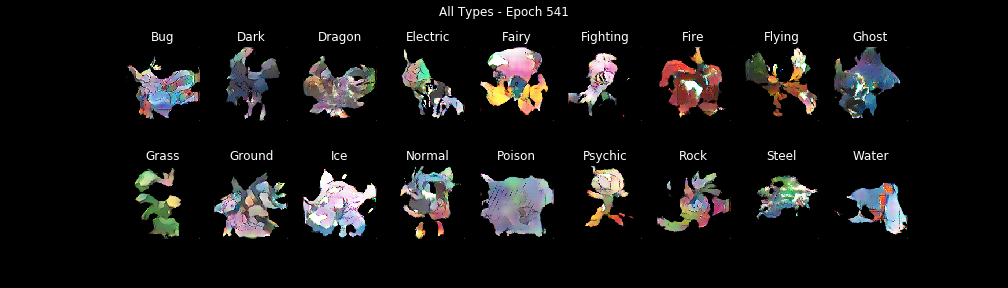 All Types - Epoch 541
Bug Dark Dragon Electric Fairy Fighting Fire Flying Ghost
Grass Ground Ice Normal Poison Psychic Rock Steel Water